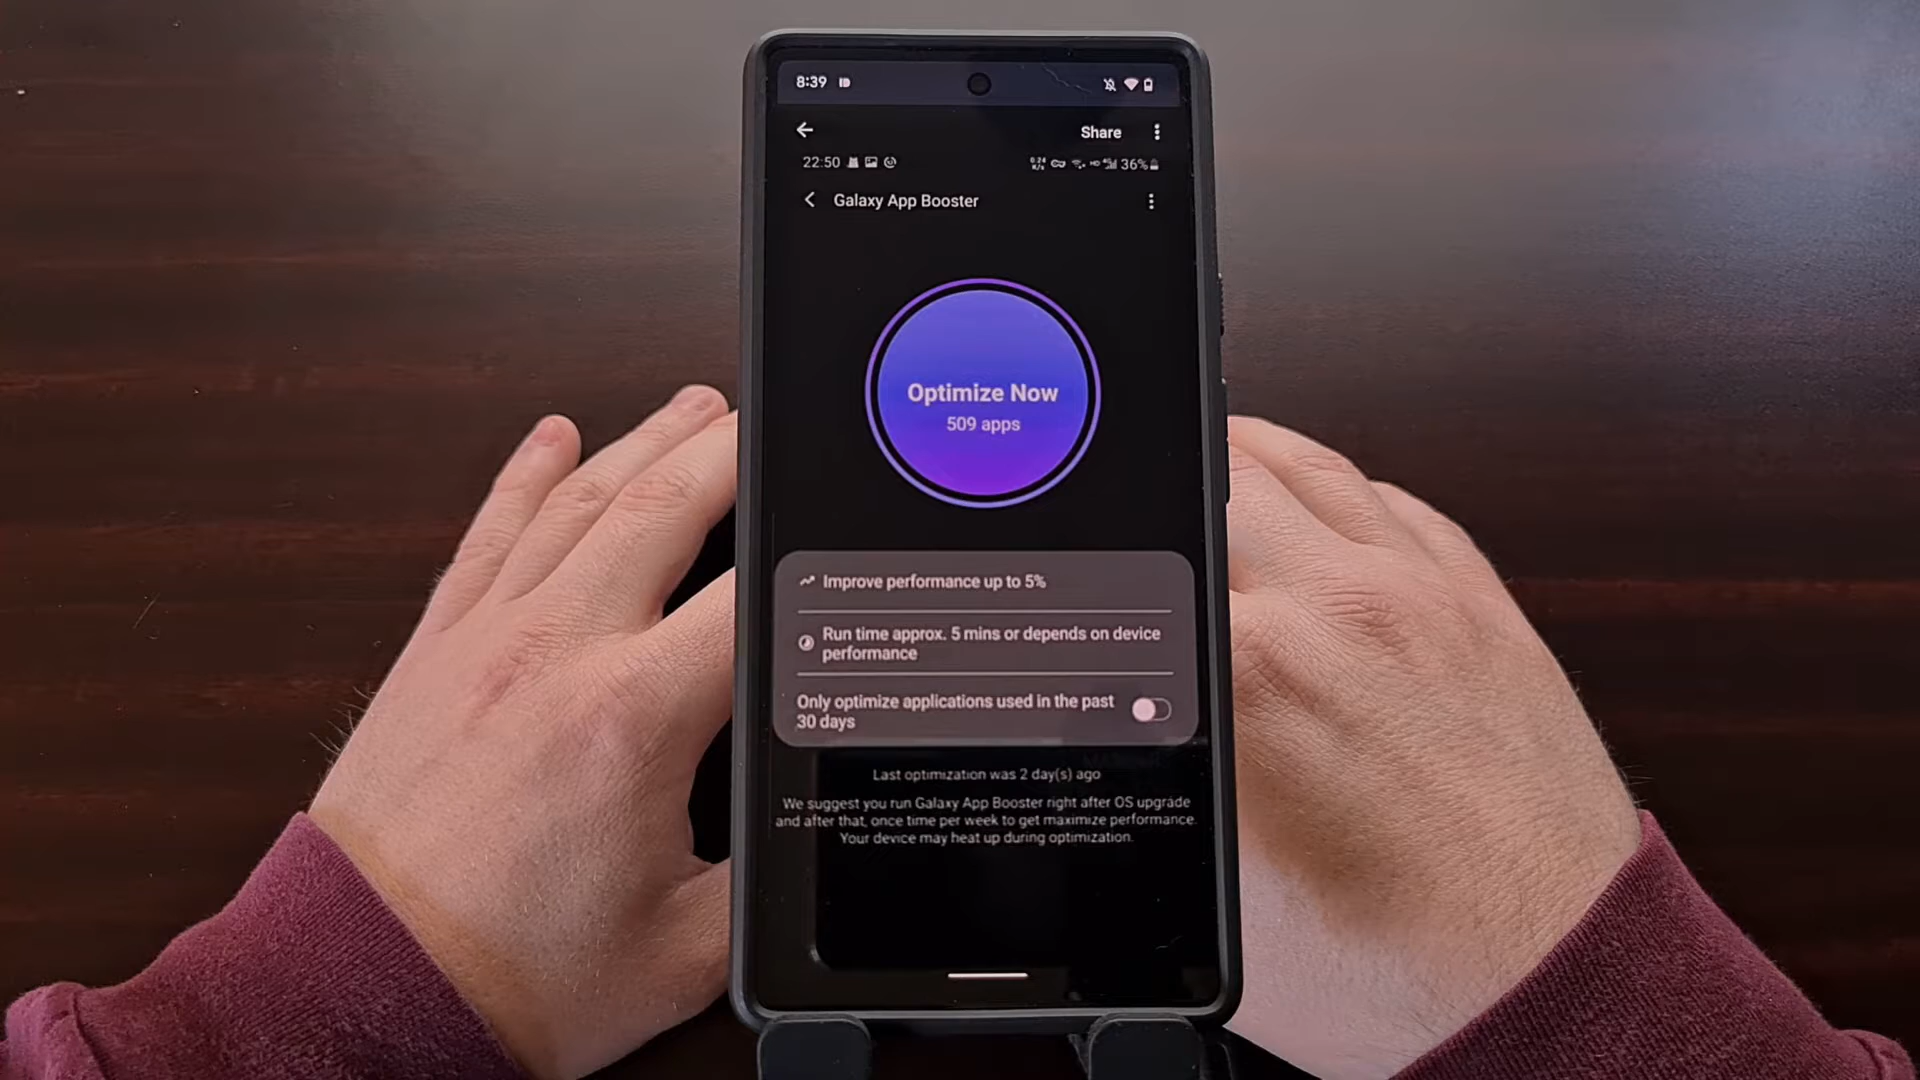 8:39
Share
22:50
36%
Galaxy App Booster
Optimize Now
509 apps
Improve performance up to 5%
Run time approx. 5 mins or depends on device
performance
Only optimize applications used in the past
30 days
Last optimization was 2 day(s) ago
We suggest you run Galaxy App Booster right after OS upgrade
and after that, once time per week to get maximize performance.
Your device may heat up during optimization.